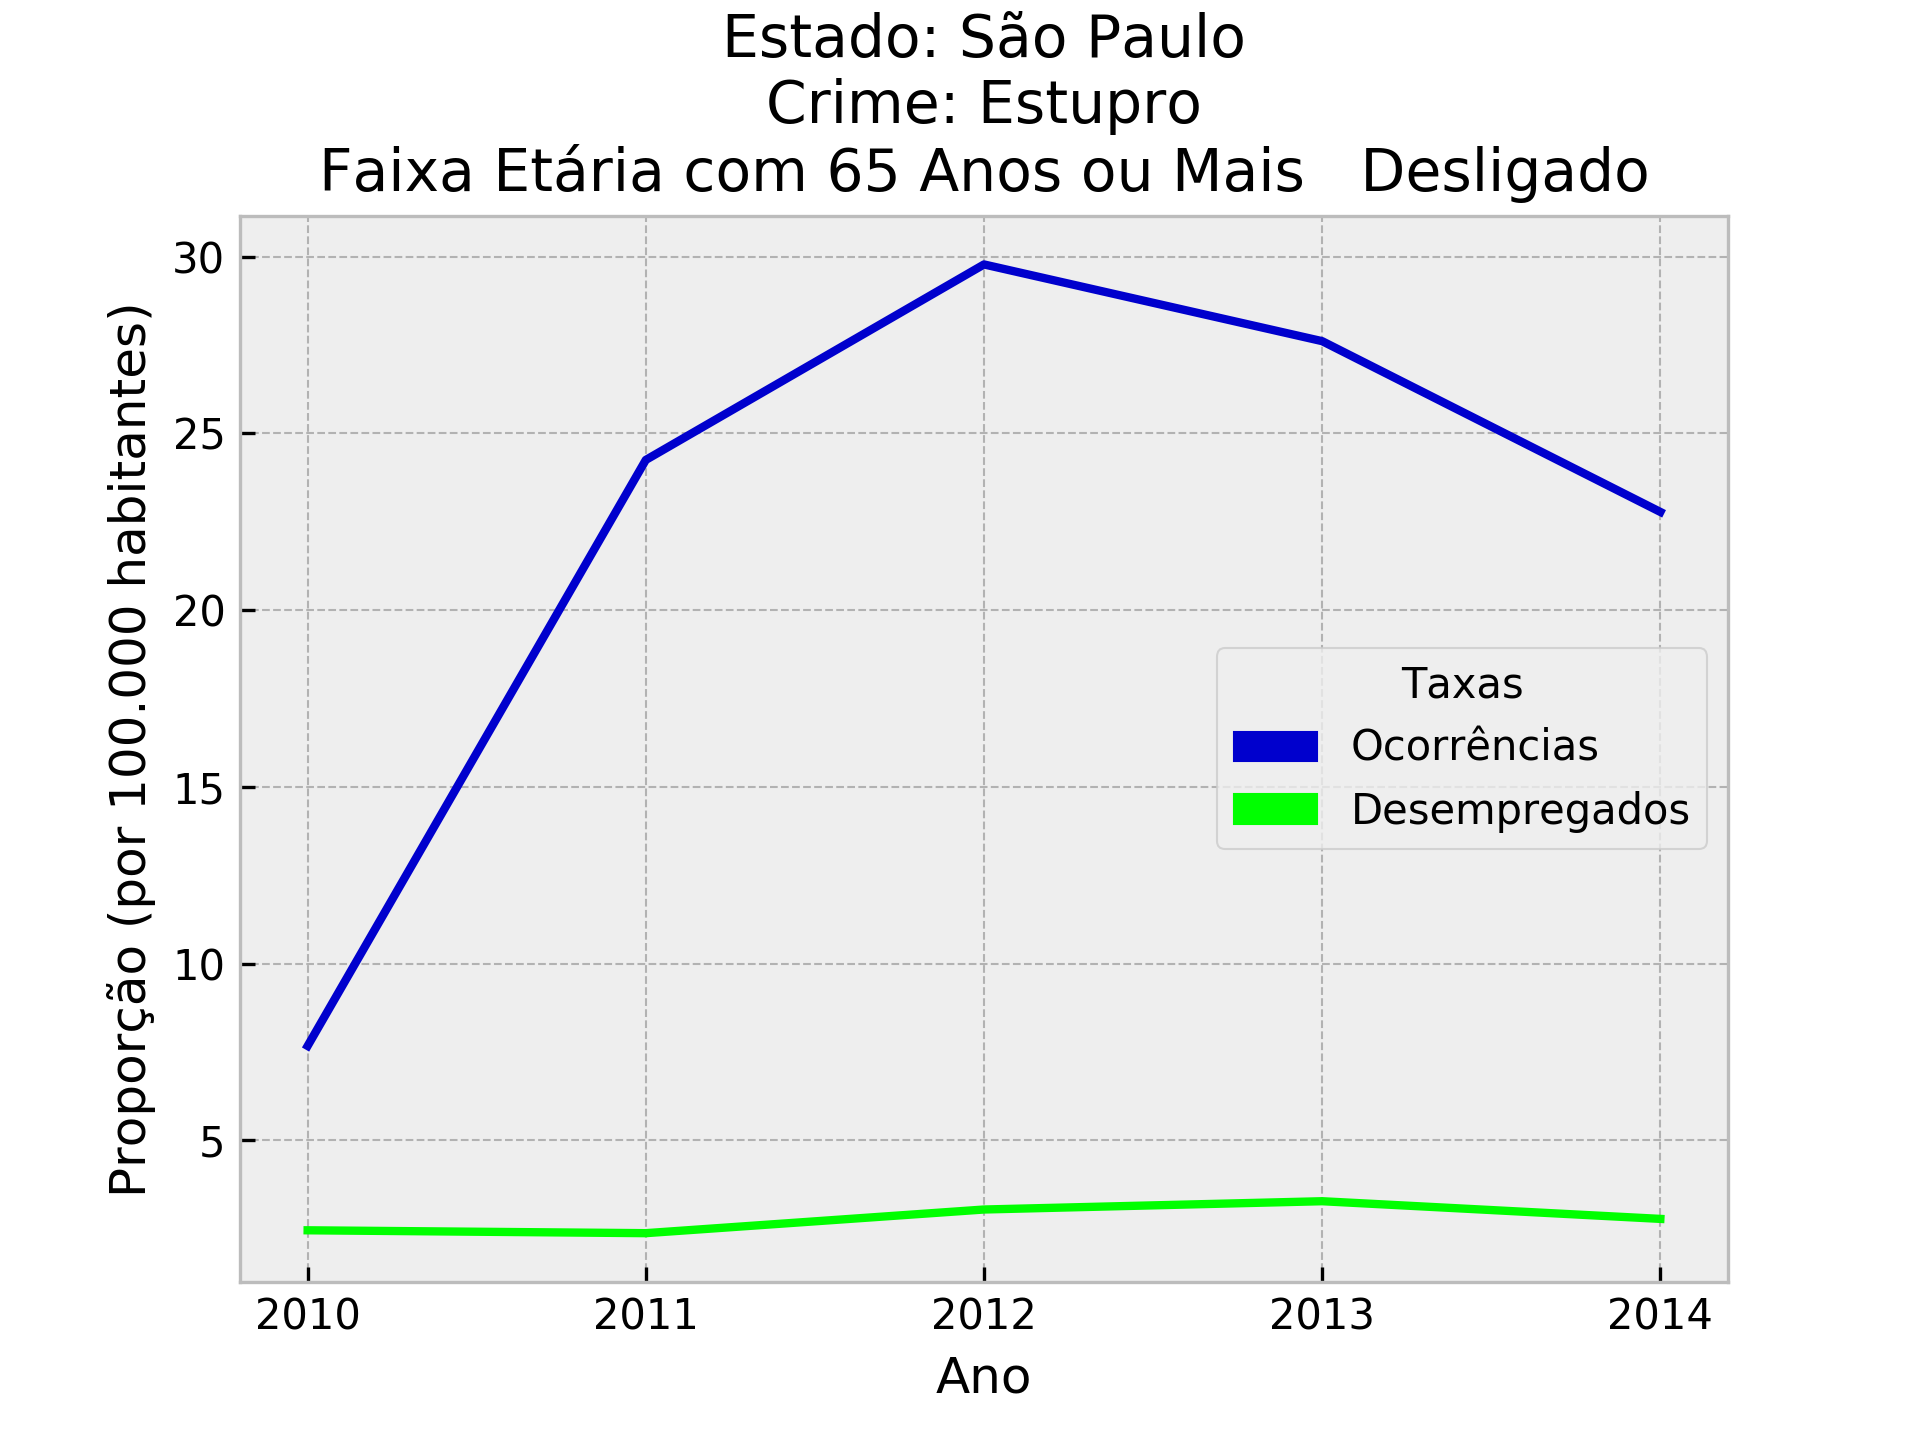 Estado: São Paulo
Crime: Estupro
Faixa Etária com 65 Anos ou Mais   Desligado
Proporção (por 100.000 habitantes)
30
25
20
15
10
5
Taxas
Ocorrências
Desempregados
2010 2011 2012 2013 2014
Ano